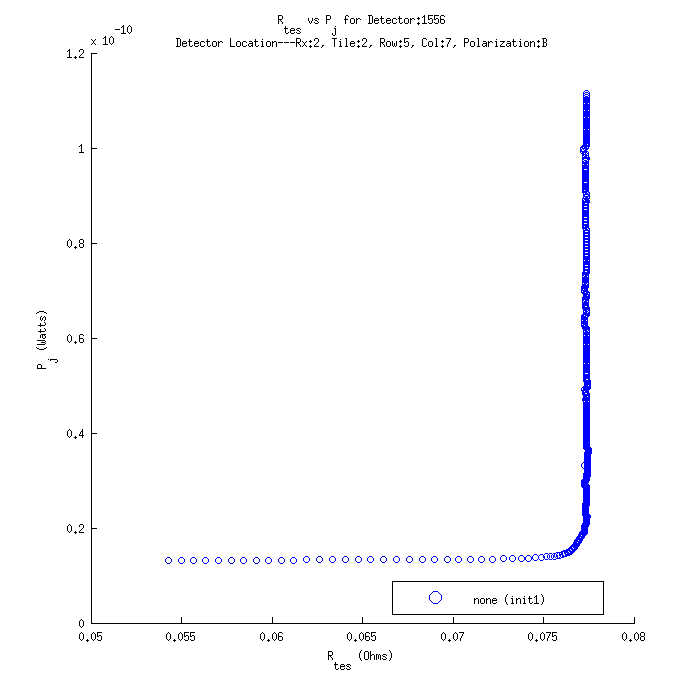 R_tes vs P_j for Detector:1556
Detector Location---Rx:2, Tile:2, Row:5, Col:7, Polarization:B
x 10^-10
1.2
1
0.8
0.6
0.4
0.2
0
P_j (Watts)
none (init1)
0.05 0.055 0.06 0.065 0.07 0.075 0.08
R_tes (Ohms)